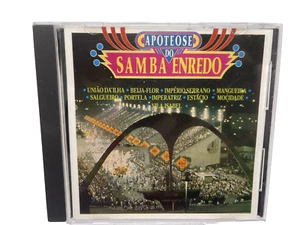 APOTEOSE
DO
SAMBA ENREDO
UNIÃO DA ILHA • BEIJA-FLOR • IMPÉRIO SERRANO • MANGUEIRA
SALGUEIRO • PORTELA • IMPERATRIZ • ESTÁCIO • MOCIDADE
VILA ISABEL